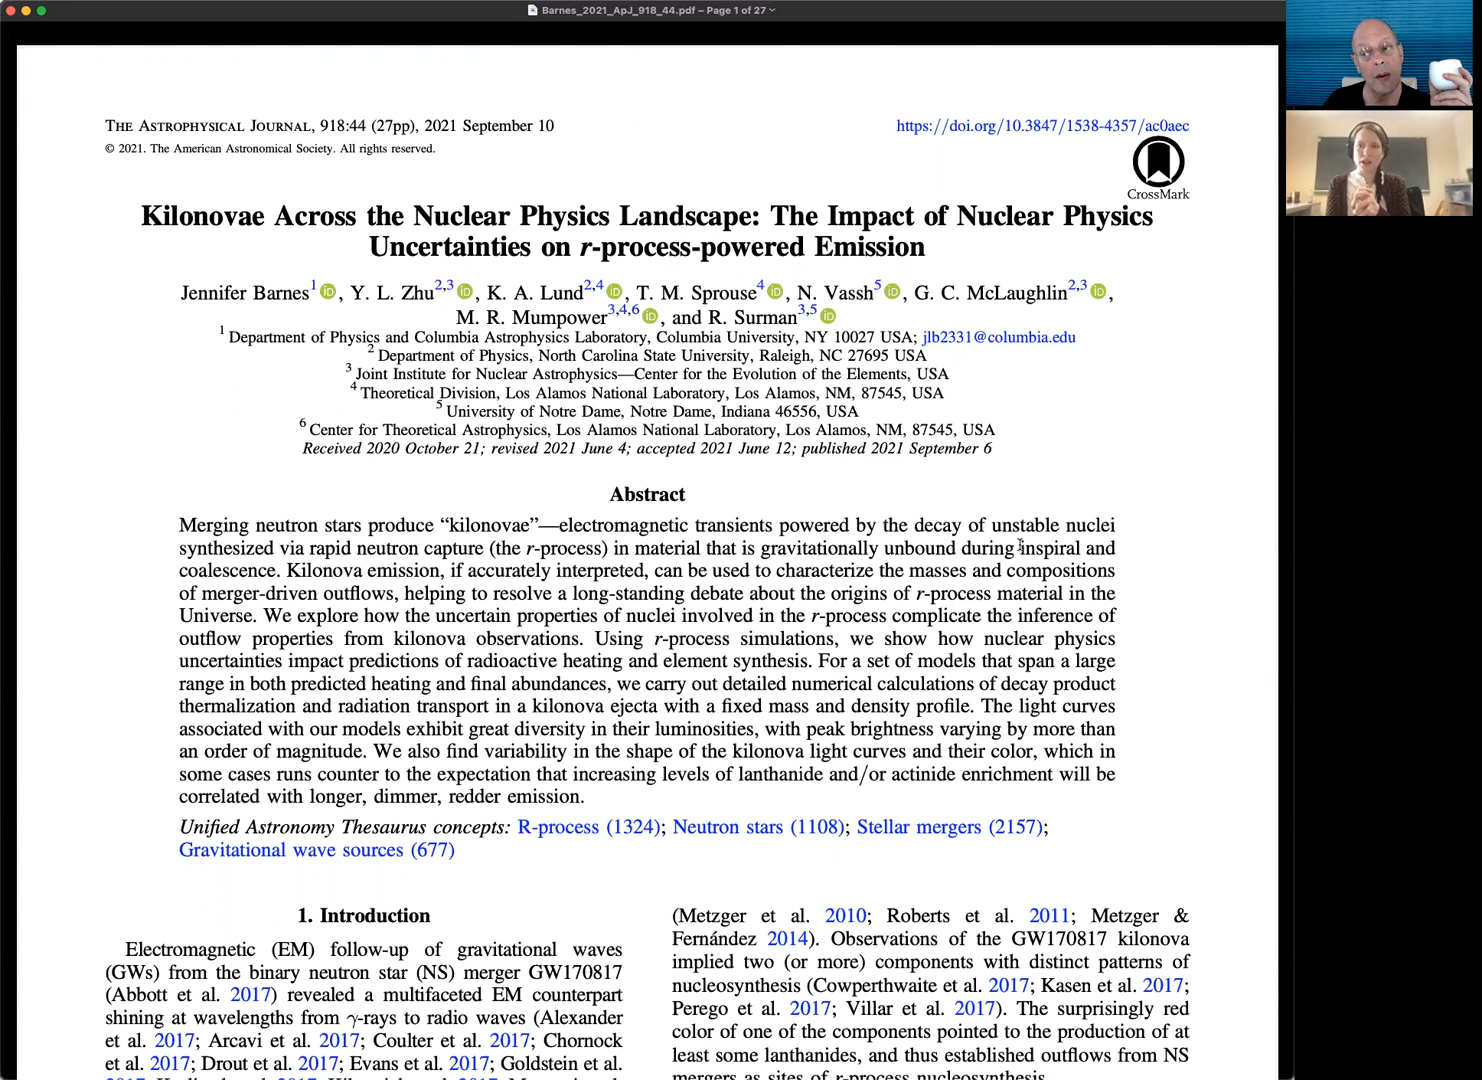 Barnes_2021_ApJ_918_44.pdf – Page 1 of 27
THE ASTROPHYSICAL JOURNAL, 918:44 (27pp), 2021 September 10
https://doi.org/10.3847/1538-4357/ac0aec
© 2021. The American Astronomical Society. All rights reserved.
CrossMark
Kilonovae Across the Nuclear Physics Landscape: The Impact of Nuclear Physics
Uncertainties on r-process-powered Emission
Jennifer Barnes1 iD, Y. L. Zhu2,3 iD, K. A. Lund2,4 iD, T. M. Sprouse4 iD, N. Vassh5 iD, G. C. McLaughlin2,3 iD,
M. R. Mumpower3,4,6 iD, and R. Surman3,5 iD
1 Department of Physics and Columbia Astrophysics Laboratory, Columbia University, NY 10027 USA; jlb2331@columbia.edu
2 Department of Physics, North Carolina State University, Raleigh, NC 27695 USA
3 Joint Institute for Nuclear Astrophysics—Center for the Evolution of the Elements, USA
4 Theoretical Division, Los Alamos National Laboratory, Los Alamos, NM, 87545, USA
5 University of Notre Dame, Notre Dame, Indiana 46556, USA
6 Center for Theoretical Astrophysics, Los Alamos National Laboratory, Los Alamos, NM, 87545, USA
Received 2020 October 21; revised 2021 June 4; accepted 2021 June 12; published 2021 September 6
Abstract
Merging neutron stars produce “kilonovae”—electromagnetic transients powered by the decay of unstable nuclei
synthesized via rapid neutron capture (the r-process) in material that is gravitationally unbound during inspiral and
coalescence. Kilonova emission, if accurately interpreted, can be used to characterize the masses and compositions
of merger-driven outflows, helping to resolve a long-standing debate about the origins of r-process material in the
Universe. We explore how the uncertain properties of nuclei involved in the r-process complicate the inference of
outflow properties from kilonova observations. Using r-process simulations, we show how nuclear physics
uncertainties impact predictions of radioactive heating and element synthesis. For a set of models that span a large
range in both predicted heating and final abundances, we carry out detailed numerical calculations of decay product
thermalization and radiation transport in a kilonova ejecta with a fixed mass and density profile. The light curves
associated with our models exhibit great diversity in their luminosities, with peak brightness varying by more than
an order of magnitude. We also find variability in the shape of the kilonova light curves and their color, which in
some cases runs counter to the expectation that increasing levels of lanthanide and/or actinide enrichment will be
correlated with longer, dimmer, redder emission.
Unified Astronomy Thesaurus concepts: R-process (1324); Neutron stars (1108); Stellar mergers (2157);
Gravitational wave sources (677)
1. Introduction
Electromagnetic (EM) follow-up of gravitational waves
(GWs) from the binary neutron star (NS) merger GW170817
(Abbott et al. 2017) revealed a multifaceted EM counterpart
shining at wavelengths from γ-rays to radio waves (Alexander
et al. 2017; Arcavi et al. 2017; Coulter et al. 2017; Chornock
et al. 2017; Drout et al. 2017; Evans et al. 2017; Goldstein et al.
(Metzger et al. 2010; Roberts et al. 2011; Metzger &
Fernández 2014). Observations of the GW170817 kilonova
implied two (or more) components with distinct patterns of
nucleosynthesis (Cowperthwaite et al. 2017; Kasen et al. 2017;
Perego et al. 2017; Villar et al. 2017). The surprisingly red
color of one of the components pointed to the production of at
least some lanthanides, and thus established outflows from NS
mergers as sites of r-process nucleosynthesis.